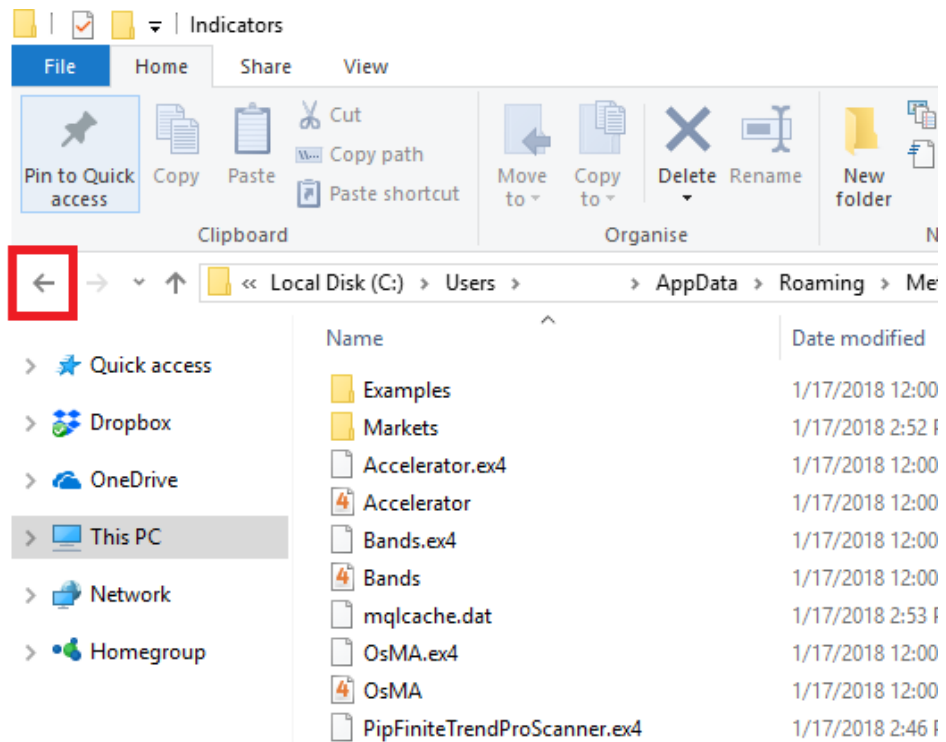 Indicators
File Home Share View
Pin to Quick access
Copy
Paste
Cut
Copy path
Paste shortcut
Move to
Copy to
Delete
Rename
New folder
Clipboard
Organise
« Local Disk (C:) > Users > > AppData > Roaming >
Name Date modified
Quick access
Dropbox
OneDrive
This PC
Network
Homegroup
Examples 1/17/2018 12:00
Markets 1/17/2018 2:52
Accelerator.ex4 1/17/2018 12:00
Accelerator 1/17/2018 12:00
Bands.ex4 1/17/2018 12:00
Bands 1/17/2018 12:00
mqlcache.dat 1/17/2018 2:53
OsMA.ex4 1/17/2018 12:00
OsMA 1/17/2018 12:00
PipFiniteTrendProScanner.ex4 1/17/2018 2:46